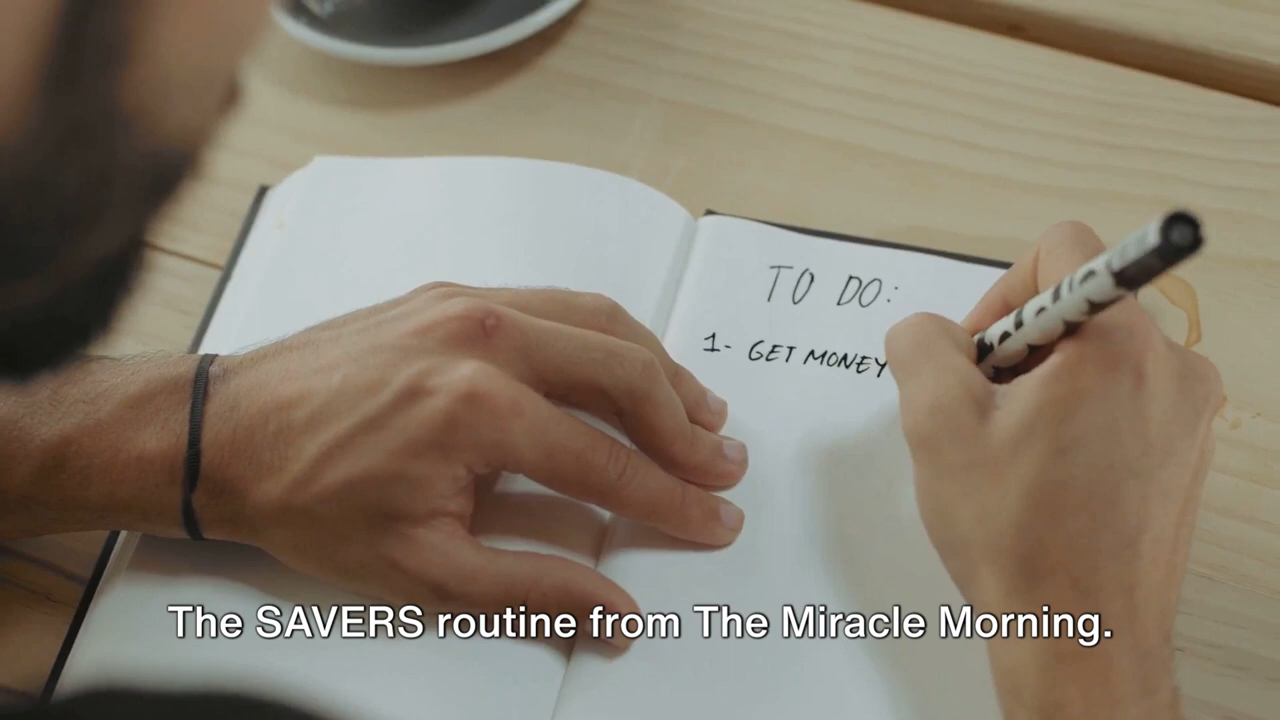 TO DO:
1- GET MONEY
The SAVERS routine from The Miracle Morning.